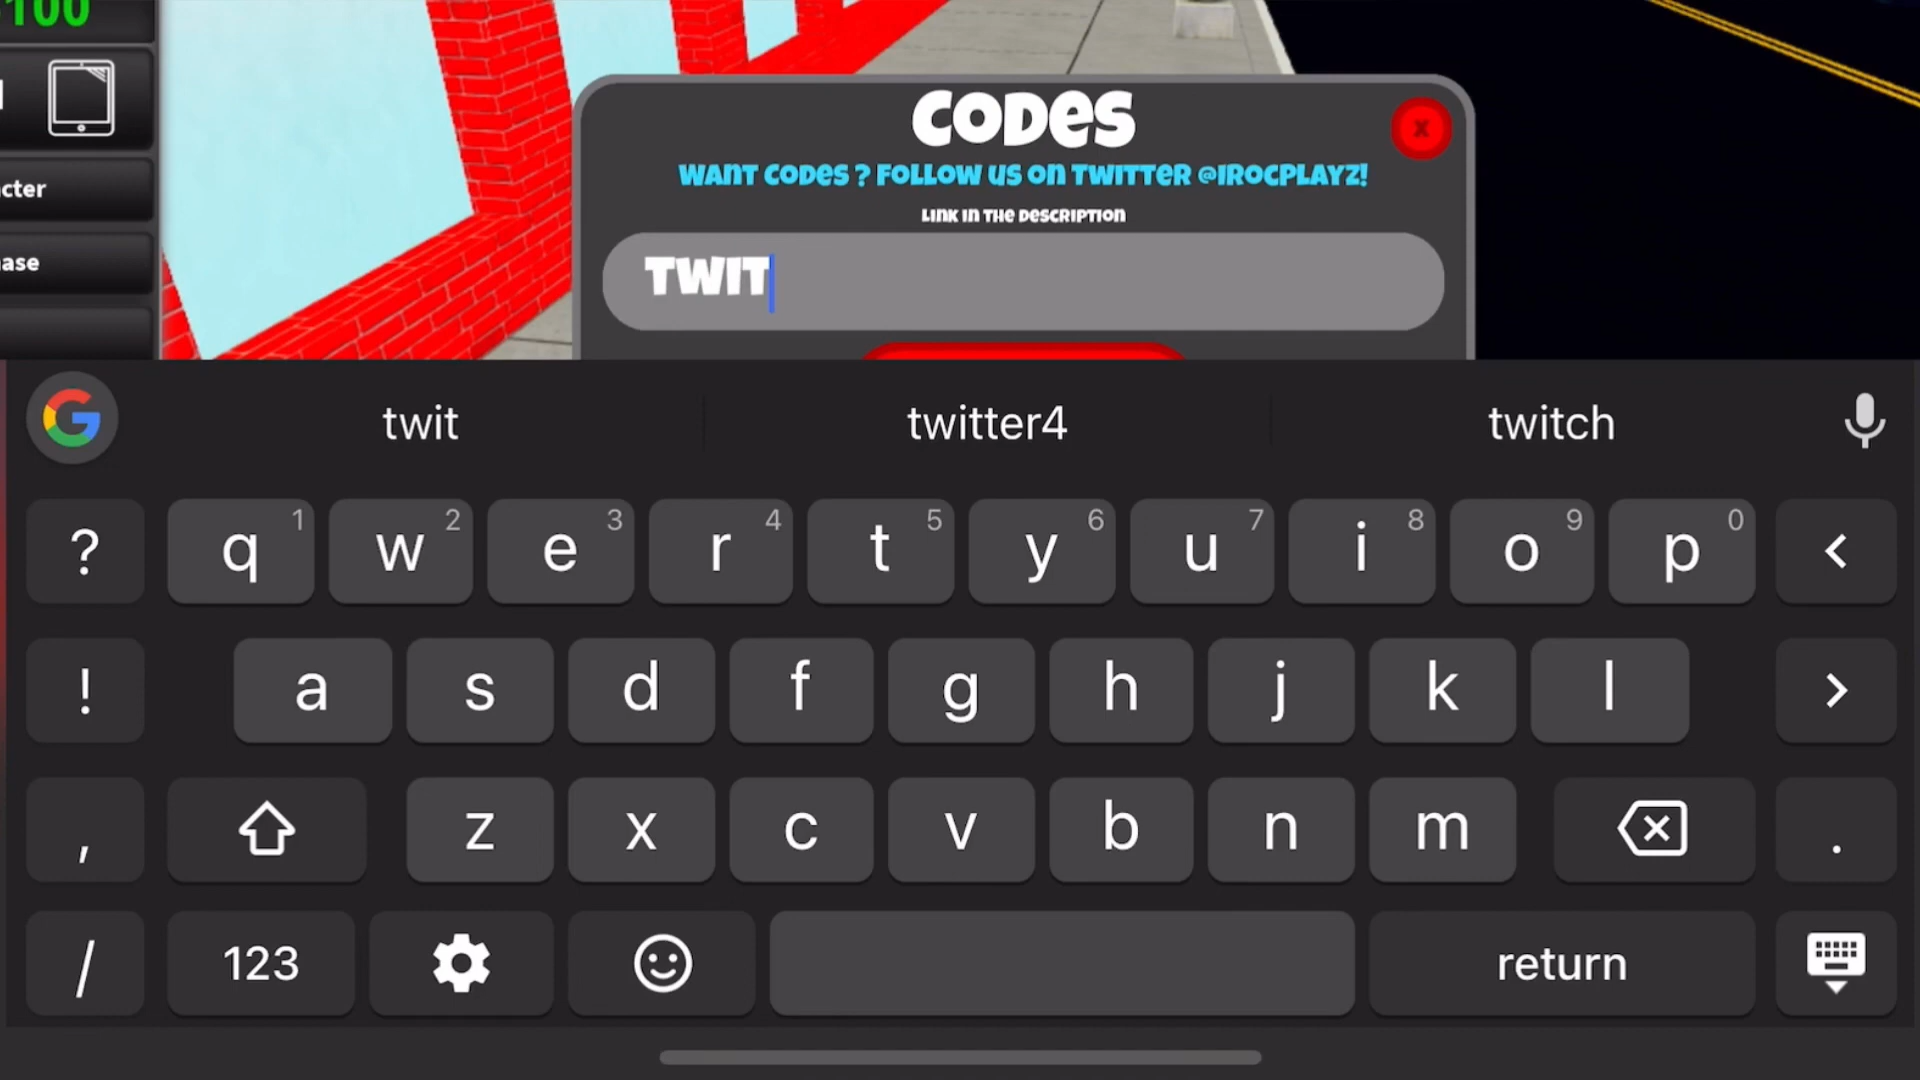 100
cter
ase
CODES
WANT CODES ? FOLLOW US ON TWITTER @IROCPLAYZ!
LINK IN THE DESCRIPTION
TWIT
X
twit twitter4 twitch
? q 1 w 2 e 3 r 4 t 5 y 6 u 7 i 8 o 9 p 0 <
! a s d f g h j k l >
, z x c v b n m .
/ 123 return